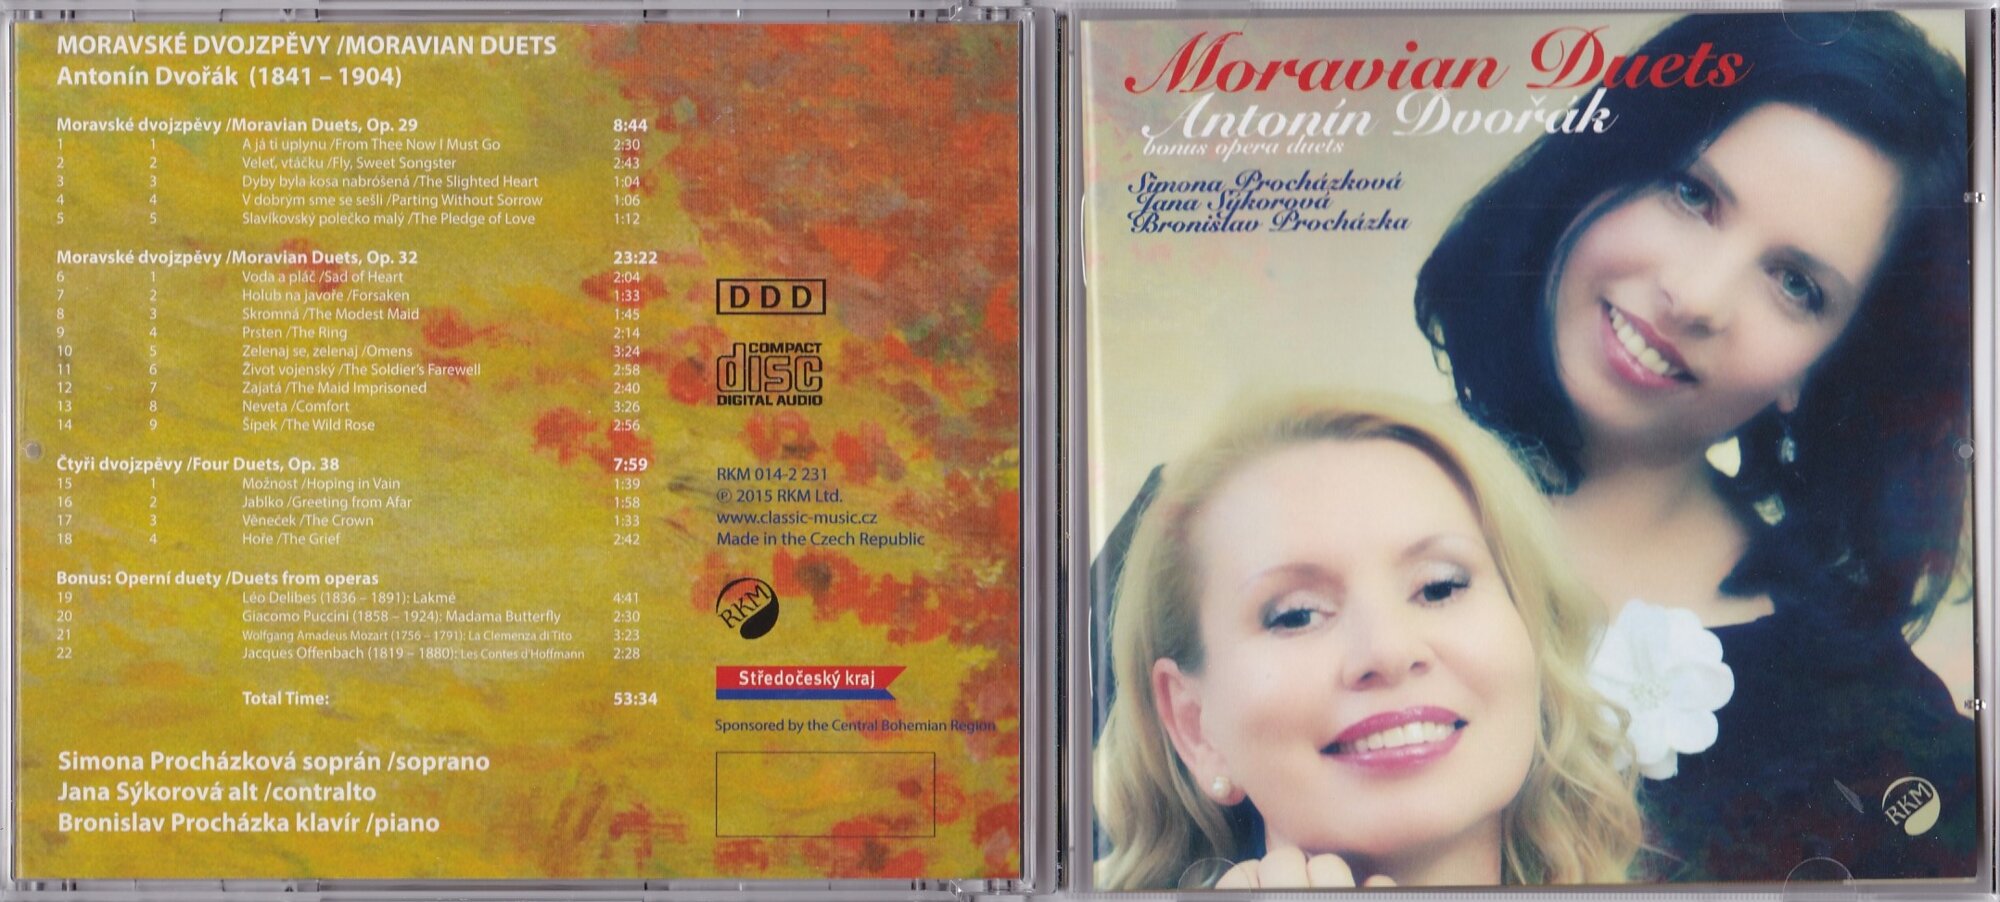 MORAVSKÉ DVOJZPĚVY /MORAVIAN DUETS
Antonín Dvořák (1841 – 1904)
Moravské dvojzpěvy /Moravian Duets, Op. 29 8:44
1 1 A já ti uplynu /From Thee Now I Must Go 2:30
2 2 Veleť, vtáčku /Fly, Sweet Songster 2:43
3 3 Dyby byla kosa nabróšená /The Slighted Heart 1:04
4 4 V dobrým sme se sešli /Parting Without Sorrow 1:06
5 5 Slavíkovský polečko malý /The Pledge of Love 1:12
Moravské dvojzpěvy /Moravian Duets, Op. 32 23:22
6 1 Voda a pláč /Sad of Heart 2:04
7 2 Holub na javoře /Forsaken 1:33
8 3 Skromná /The Modest Maid 1:45
9 4 Prsten /The Ring 2:14
10 5 Zelenaj se, zelenaj /Omens 3:24
11 6 Život vojenský /The Soldier's Farewell 2:58
12 7 Zajatá /The Maid Imprisoned 2:40
13 8 Neveta /Comfort 3:26
14 9 Šípek /The Wild Rose 2:56
Čtyři dvojzpěvy /Four Duets, Op. 38 7:59
15 1 Možnost /Hoping in Vain 1:39
16 2 Jablko /Greeting from Afar 1:58
17 3 Věneček /The Crown 1:33
18 4 Hoře /The Grief 2:42
Bonus: Operní duety /Duets from operas
19 Léo Delibes (1836 – 1891): Lakmé 4:41
20 Giacomo Puccini (1858 – 1924): Madama Butterfly 2:30
21 Wolfgang Amadeus Mozart (1756 – 1791): La Clemenza di Tito 3:23
22 Jacques Offenbach (1819 – 1880): Les Contes d'Hoffmann 2:28
Total Time: 53:34
Simona Procházková soprán /soprano
Jana Sýkorová alt /contralto
Bronislav Procházka klavír /piano
DDD
COMPACT
disc
DIGITAL AUDIO
RKM 014-2 231
℗ 2015 RKM Ltd.
www.classic-music.cz
Made in the Czech Republic
RKM
Středočeský kraj
Sponsored by the Central Bohemian Region
Moravian Duets
Antonín Dvořák
bonus opera duets
Simona Procházková
Jana Sýkorová
Bronislav Procházka
RKM